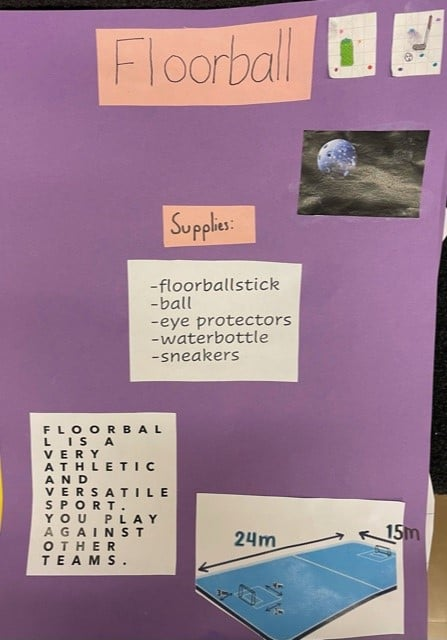 Floorball
Supplies:
-floorballstick
-ball
-eye protectors
-waterbottle
-sneakers
FLOORBAL
L IS A
VERY
ATHLETIC
AND
VERSATILE
SPORT.
YOU PLAY
AGAINST
OTHER
TEAMS.
24m
15m